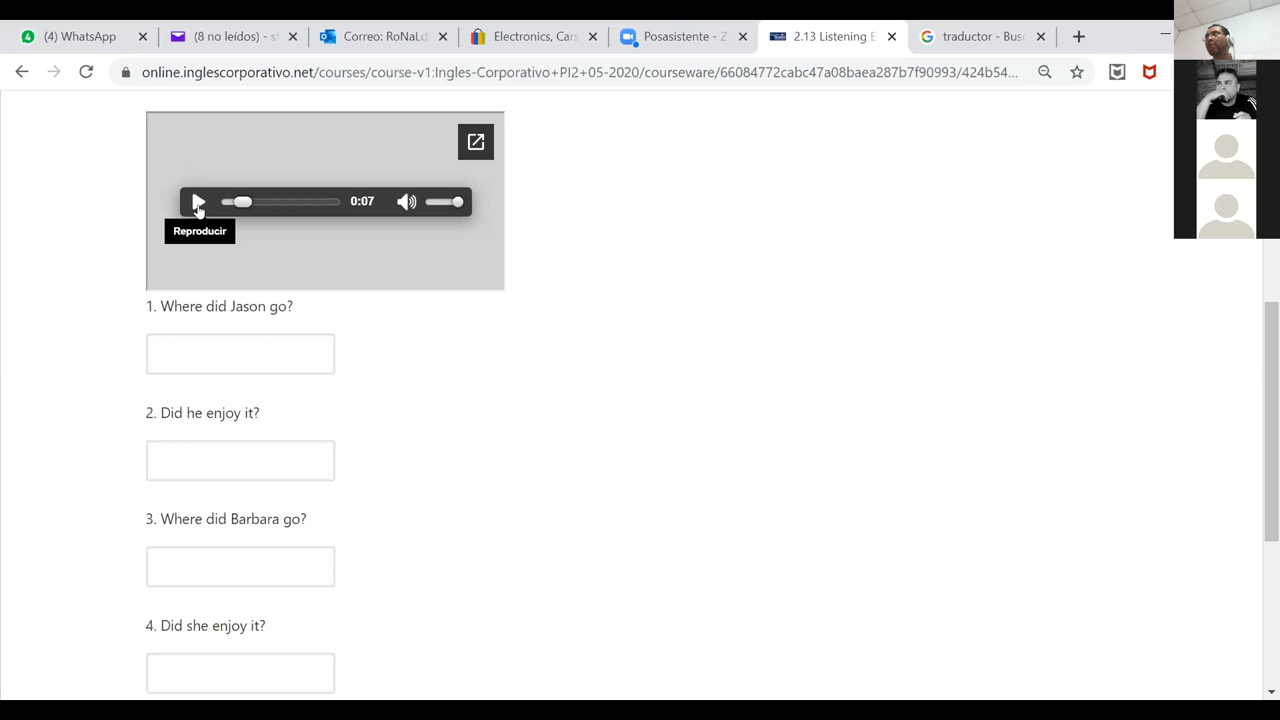 (4) WhatsApp
(8 no leídos) - s
Correo: RoNaLd
Electronics, Cars
Posasistente - Z
2.13 Listening E
traductor - Bus
online.inglescorporativo.net/courses/course-v1:Ingles-Corporativo+PI2+05-2020/courseware/66084772cabc47a08baea287b7f90993/424b54...
0:07
Reproducir
1. Where did Jason go?
2. Did he enjoy it?
3. Where did Barbara go?
4. Did she enjoy it?